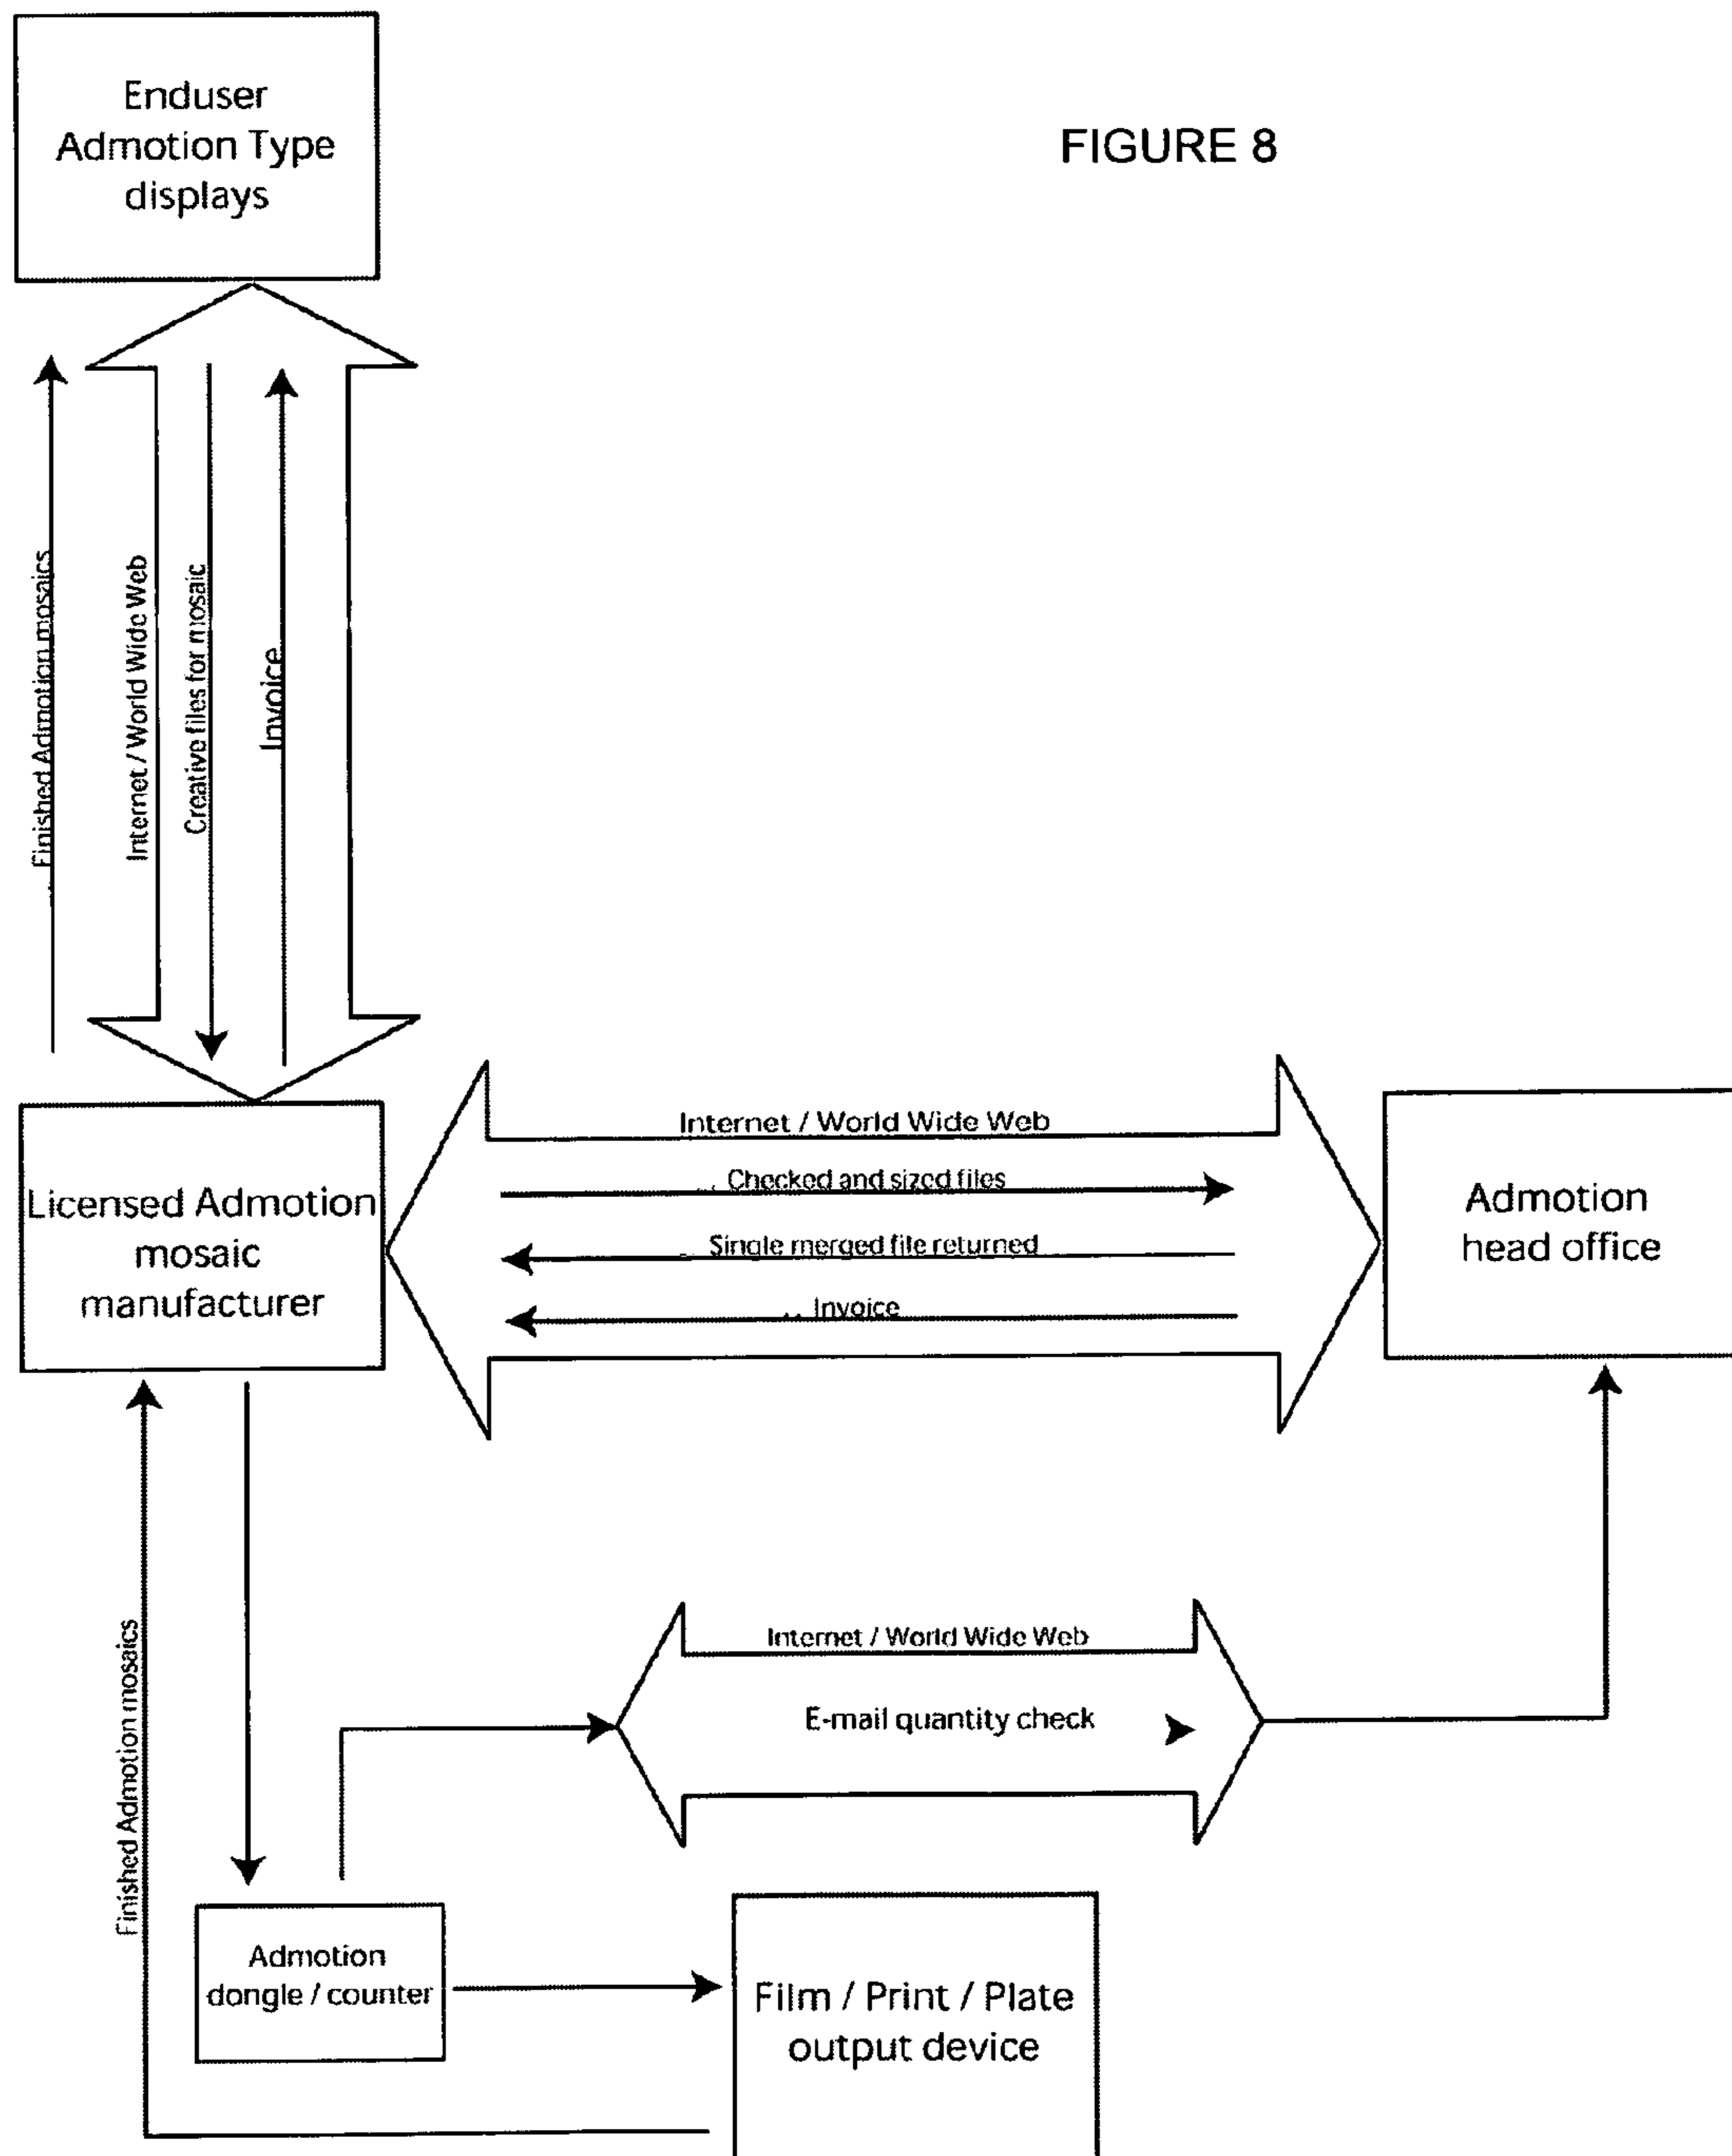 Enduser
Admotion Type
displays
FIGURE 8
Finished Admotion mosaics
Internet / World Wide Web
Creative files for mosaic
Invoice
Licensed Admotion
mosaic
manufacturer
Internet / World Wide Web
Checked and sized files
Single merged file returned
Invoice
Admotion
head office
Finished Admotion mosaics
Internet / World Wide Web
E-mail quantity check
Admotion
dongle / counter
Film / Print / Plate
output device